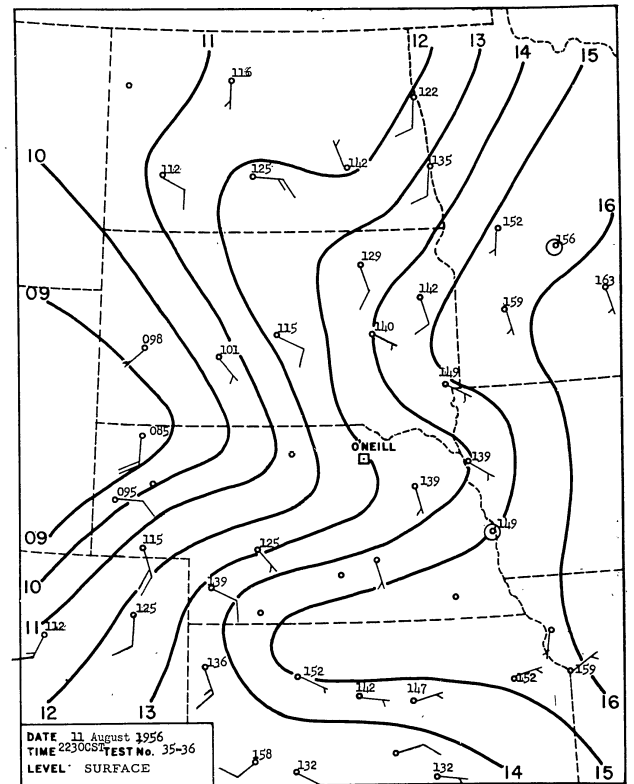 11 12 13 14 15
116
122
10
112 125 142 135
152 156 16
129
163
09
142 159
098 101 115 140
149
085
O'NEILL
139
095 139
09
115 125 149
10
139
11 112 125
136 152 142 147 152 159
12 13 16
158 132 132 14 15
DATE 11 August 1956
TIME 2230CST TEST No. 35-36
LEVEL: SURFACE